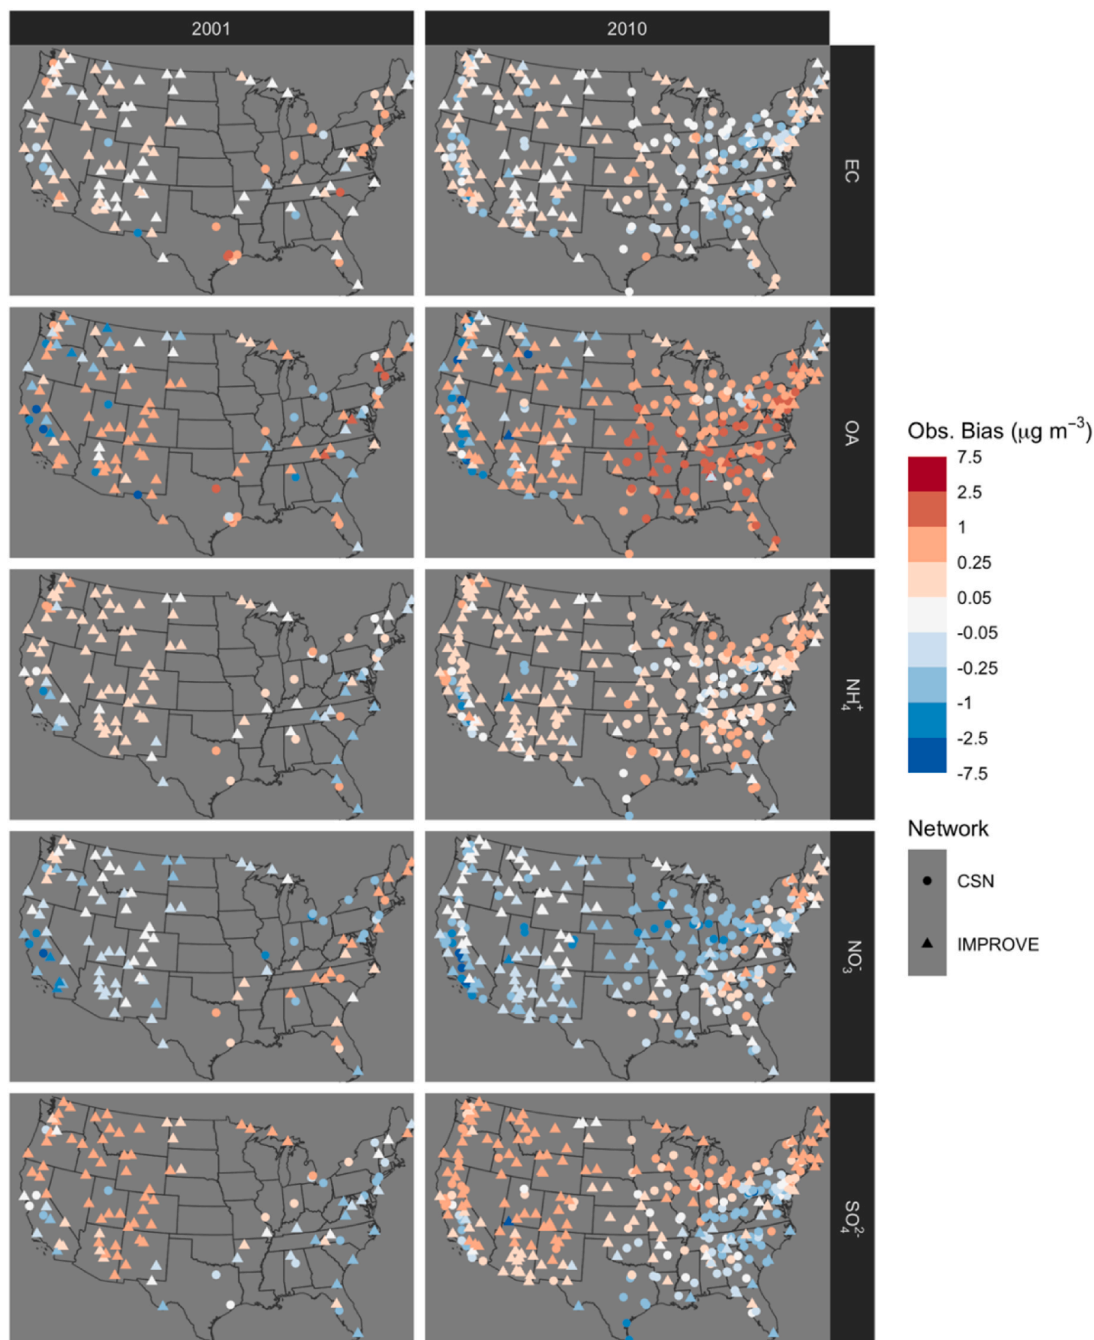 2001
2010
EC
OA
NH₄⁺
NO₃⁻
SO₄²⁻
Obs. Bias (μg m⁻³)
7.5
2.5
1
0.25
0.05
-0.05
-0.25
-1
-2.5
-7.5
Network
CSN
IMPROVE